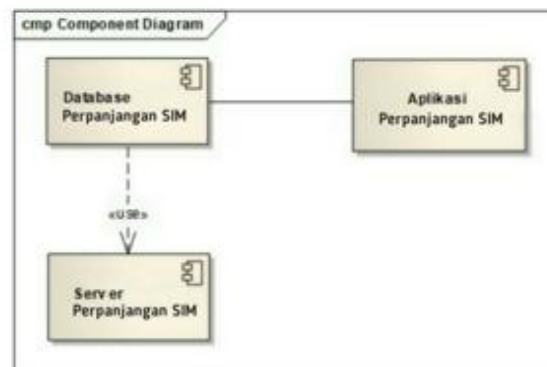 cmp Component Diagram
Database
Perpanjangan SIM
Aplikasi
Perpanjangan SIM
«use»
Server
Perpanjangan SIM